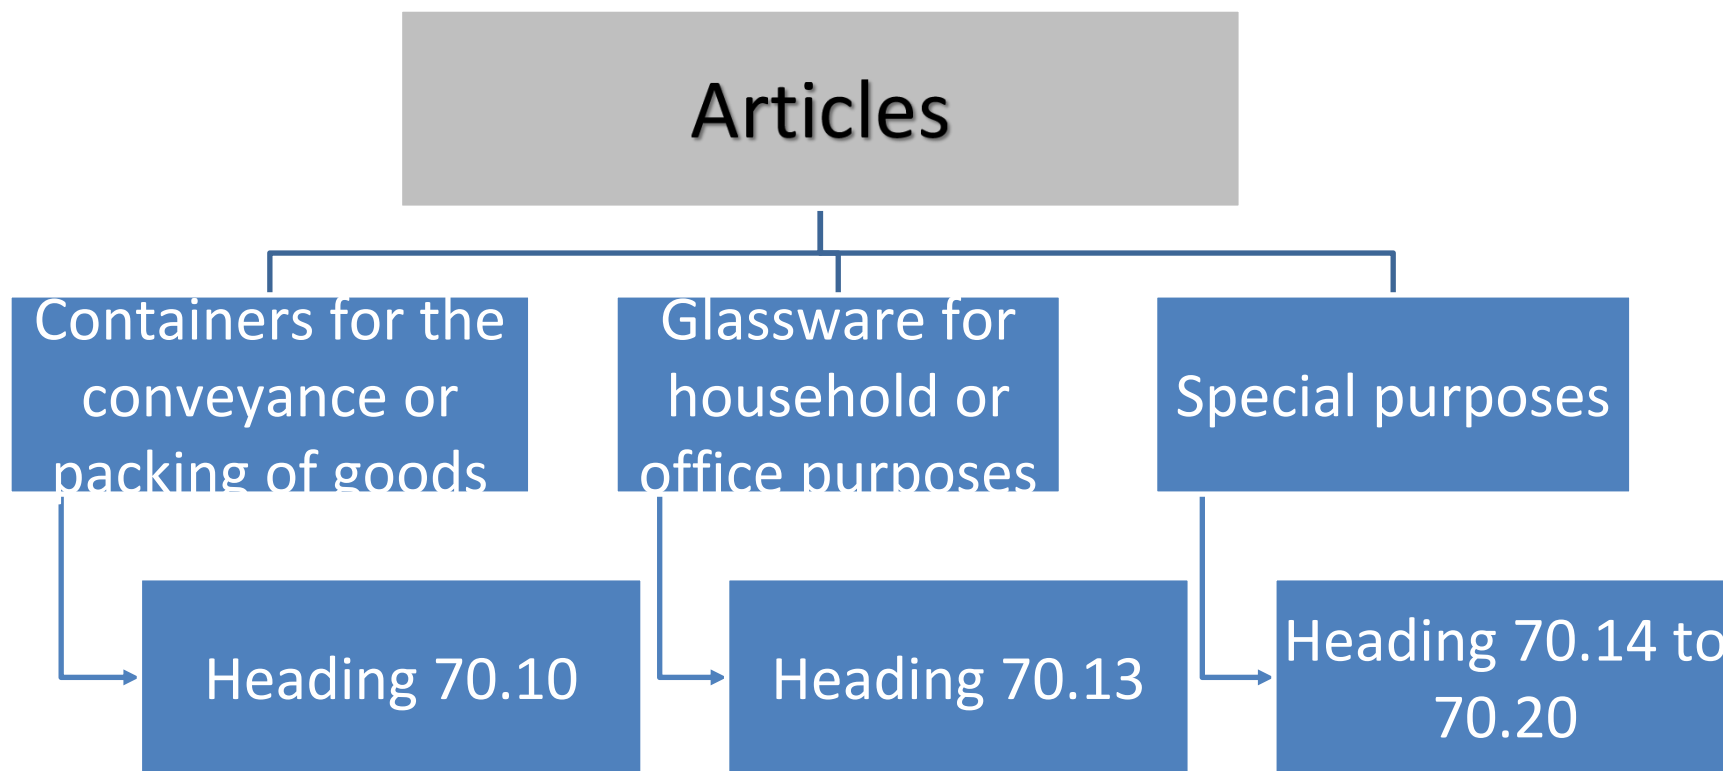 Articles
Containers for the
conveyance or
packing of goods
Glassware for
household or
office purposes
Special purposes
Heading 70.10
Heading 70.13
Heading 70.14 to
70.20